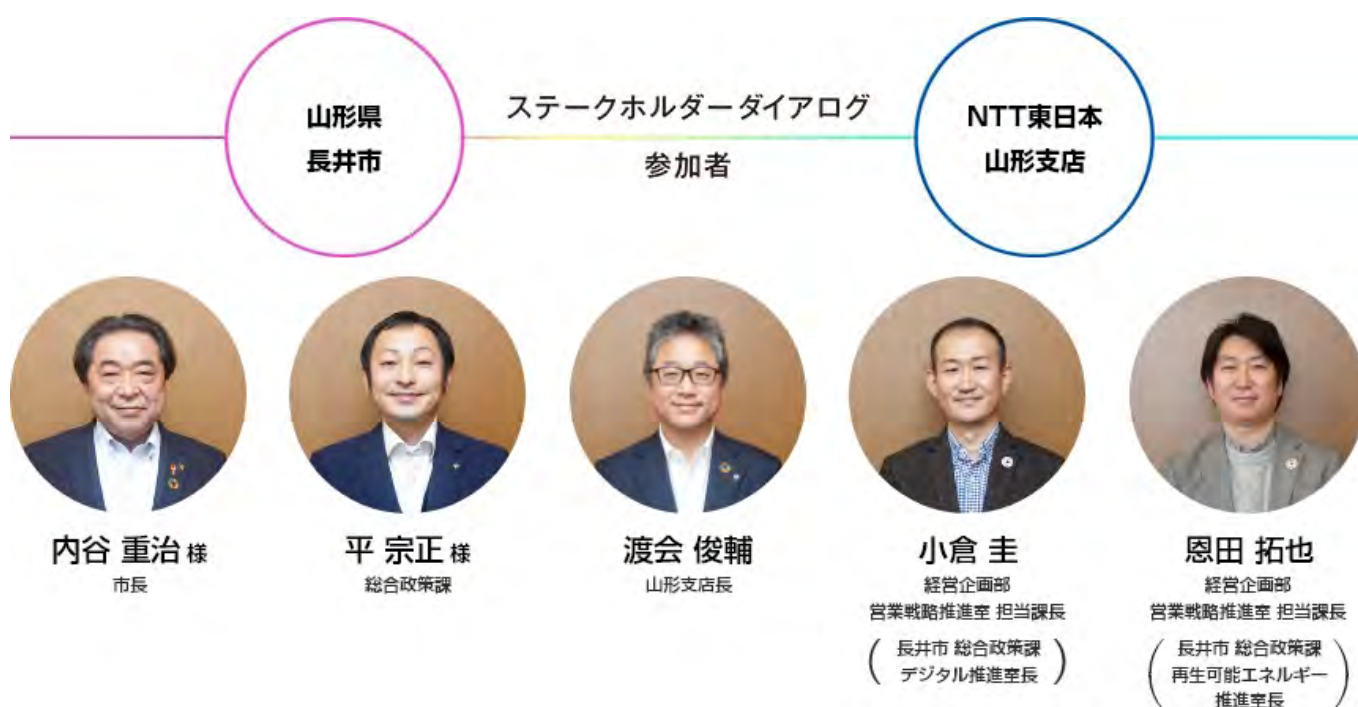 山形県
長井市
ステークホルダーダイアログ
参加者
NTT東日本
山形支店
内谷 重治 様
市長
平 宗正 様
総合政策課
渡会 俊輔
山形支店長
小倉 圭
経営企画部
営業戦略推進室 担当課長
(長井市 総合政策課
デジタル推進室長)
恩田 拓也
経営企画部
営業戦略推進室 担当課長
(長井市 総合政策課
再生可能エネルギー
推進室長)